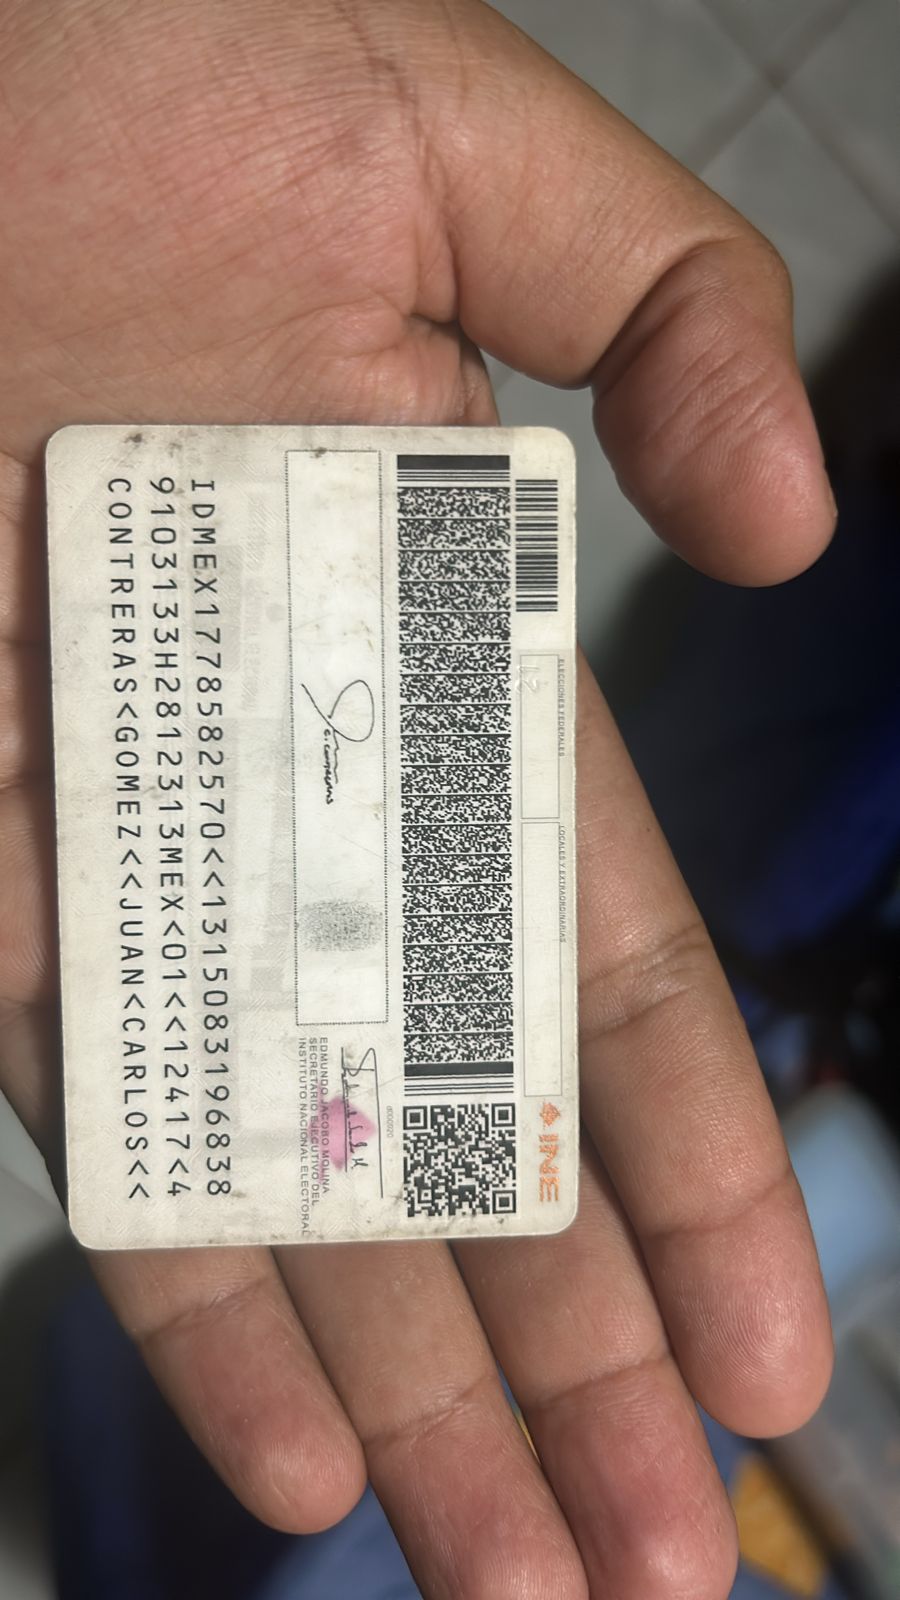 ELECCIONES FEDERALES
LOCALES Y EXTRAORDINARIAS
INE
EDMUNDO JACOBO MOLINA
SECRETARIO EJECUTIVO DEL
INSTITUTO NACIONAL ELECTORAL
IDMEX1778582570<<1315083196838
9103133H2812313MEX<01<<12417<4
CONTRERAS<GOMEZ<<JUAN<CARLOS<<